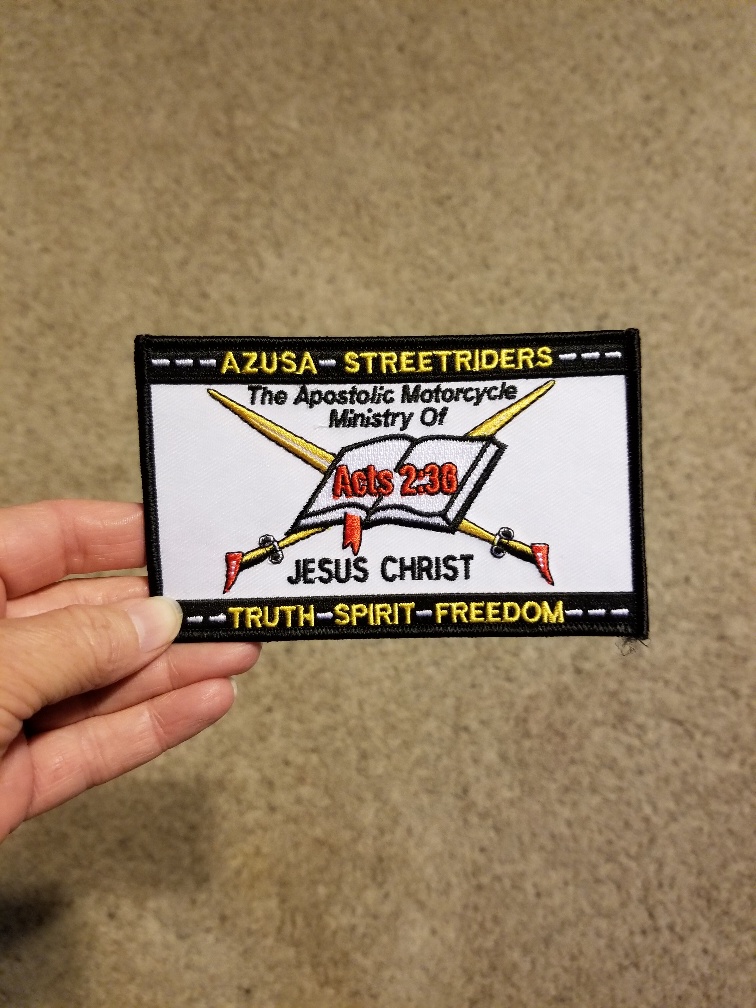 AZUSA STREETRIDERS
The Apostolic Motorcycle
Ministry Of
Acts 2:38
JESUS CHRIST
TRUTH-SPIRIT-FREEDOM